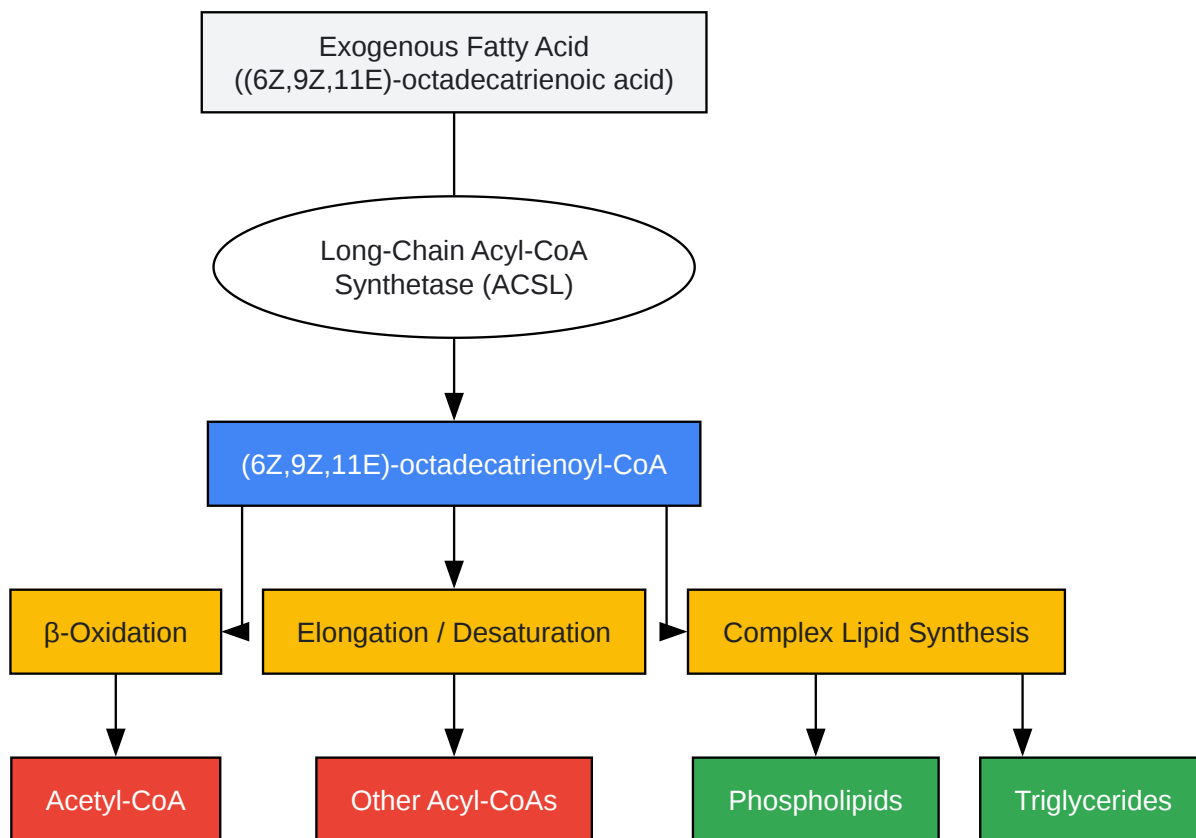 Exogenous Fatty Acid
((6Z,9Z,11E)-octadecatrienoic acid)
Long-Chain Acyl-CoA
Synthetase (ACSL)
(6Z,9Z,11E)-octadecatrienoyl-CoA
β-Oxidation
Elongation / Desaturation
Complex Lipid Synthesis
Acetyl-CoA
Other Acyl-CoAs
Phospholipids
Triglycerides